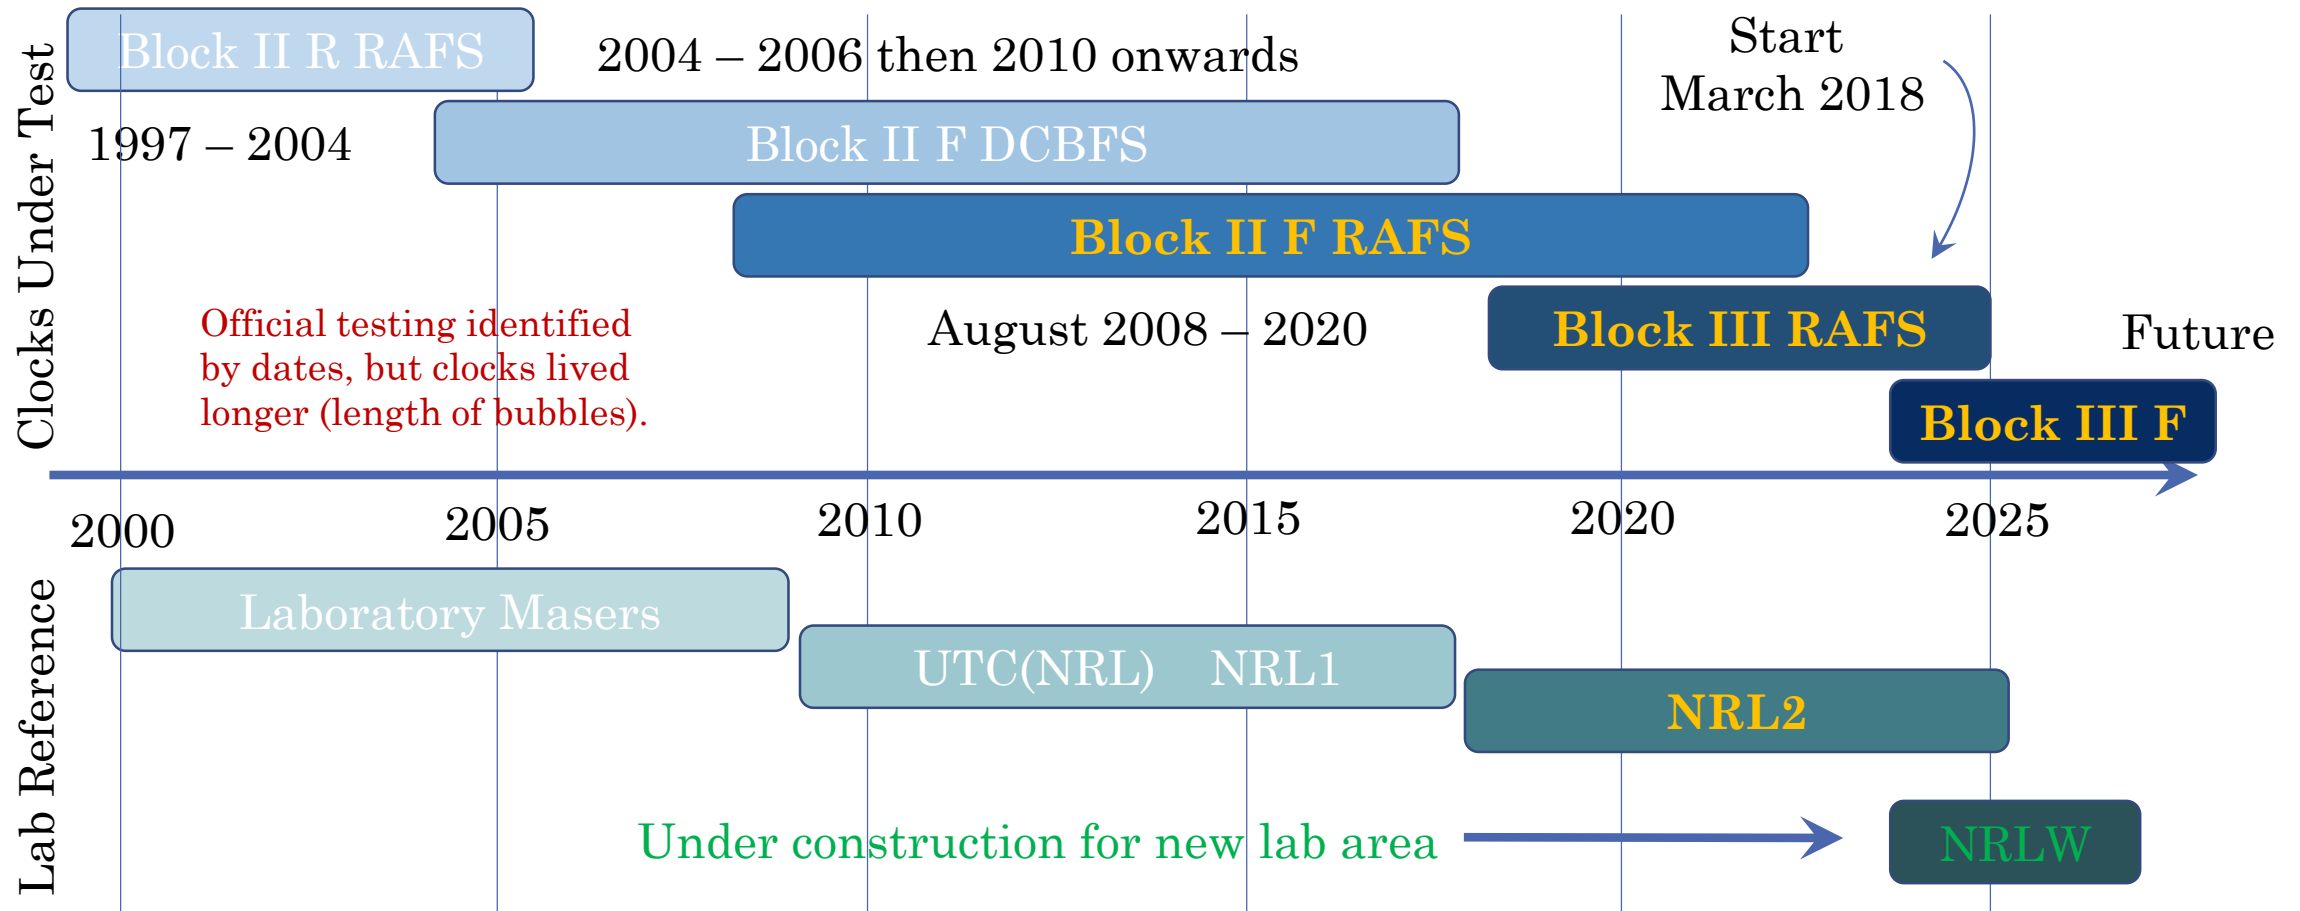 Clocks Under Test
Block II R RAFS
2004 – 2006 then 2010 onwards
Start
March 2018
1997 – 2004
Block II F DCBFS
Block II F RAFS
Official testing identified
by dates, but clocks lived
longer (length of bubbles).
August 2008 – 2020
Block III RAFS
Future
Block III F
2000
2005
2010
2015
2020
2025
Lab Reference
Laboratory Masers
UTC(NRL) NRL1
NRL2
Under construction for new lab area
NRLW